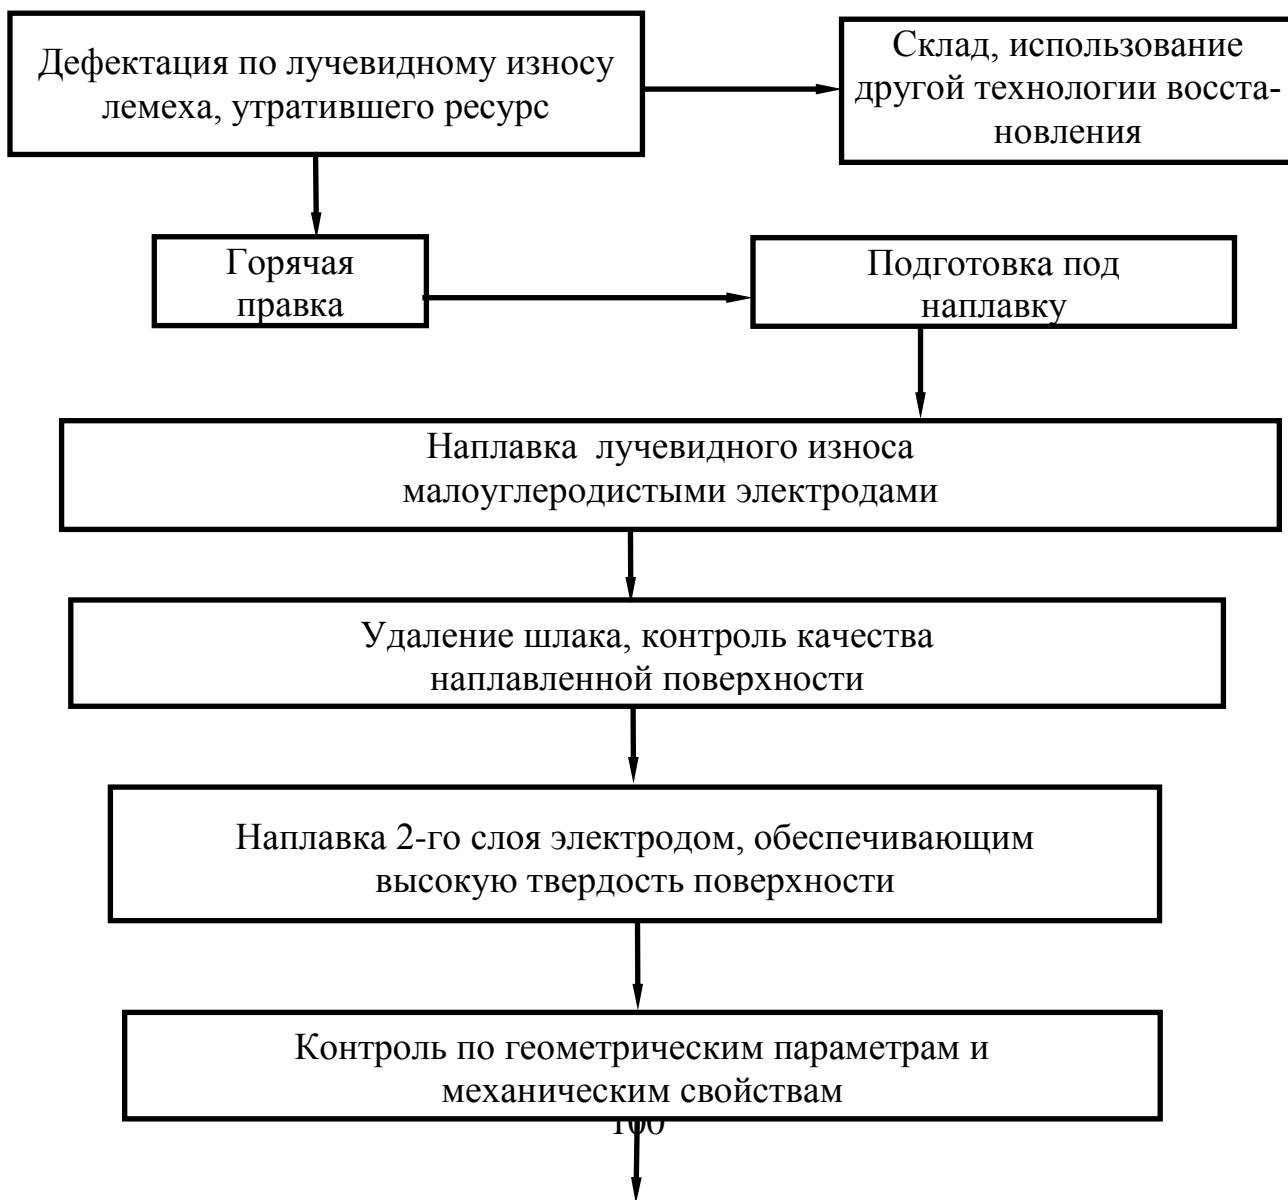 Дефектация по лучевидному износу
лемеха, утратившего ресурс
Склад, использование
другой технологии восста-
новления
Горячая
правка
Подготовка под
наплавку
Наплавка лучевидного износа
малоуглеродистыми электродами
Удаление шлака, контроль качества
наплавленной поверхности
Наплавка 2-го слоя электродом, обеспечивающим
высокую твердость поверхности
Контроль по геометрическим параметрам и
механическим свойствам
100